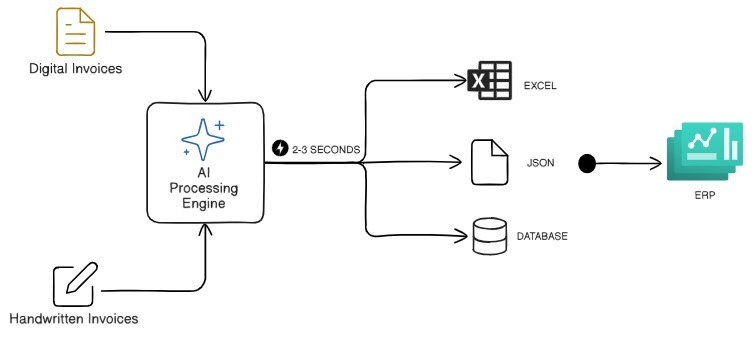 Digital Invoices
AI
Processing
Engine
2-3 SECONDS
X
EXCEL
JSON
DATABASE
ERP
Handwritten Invoices